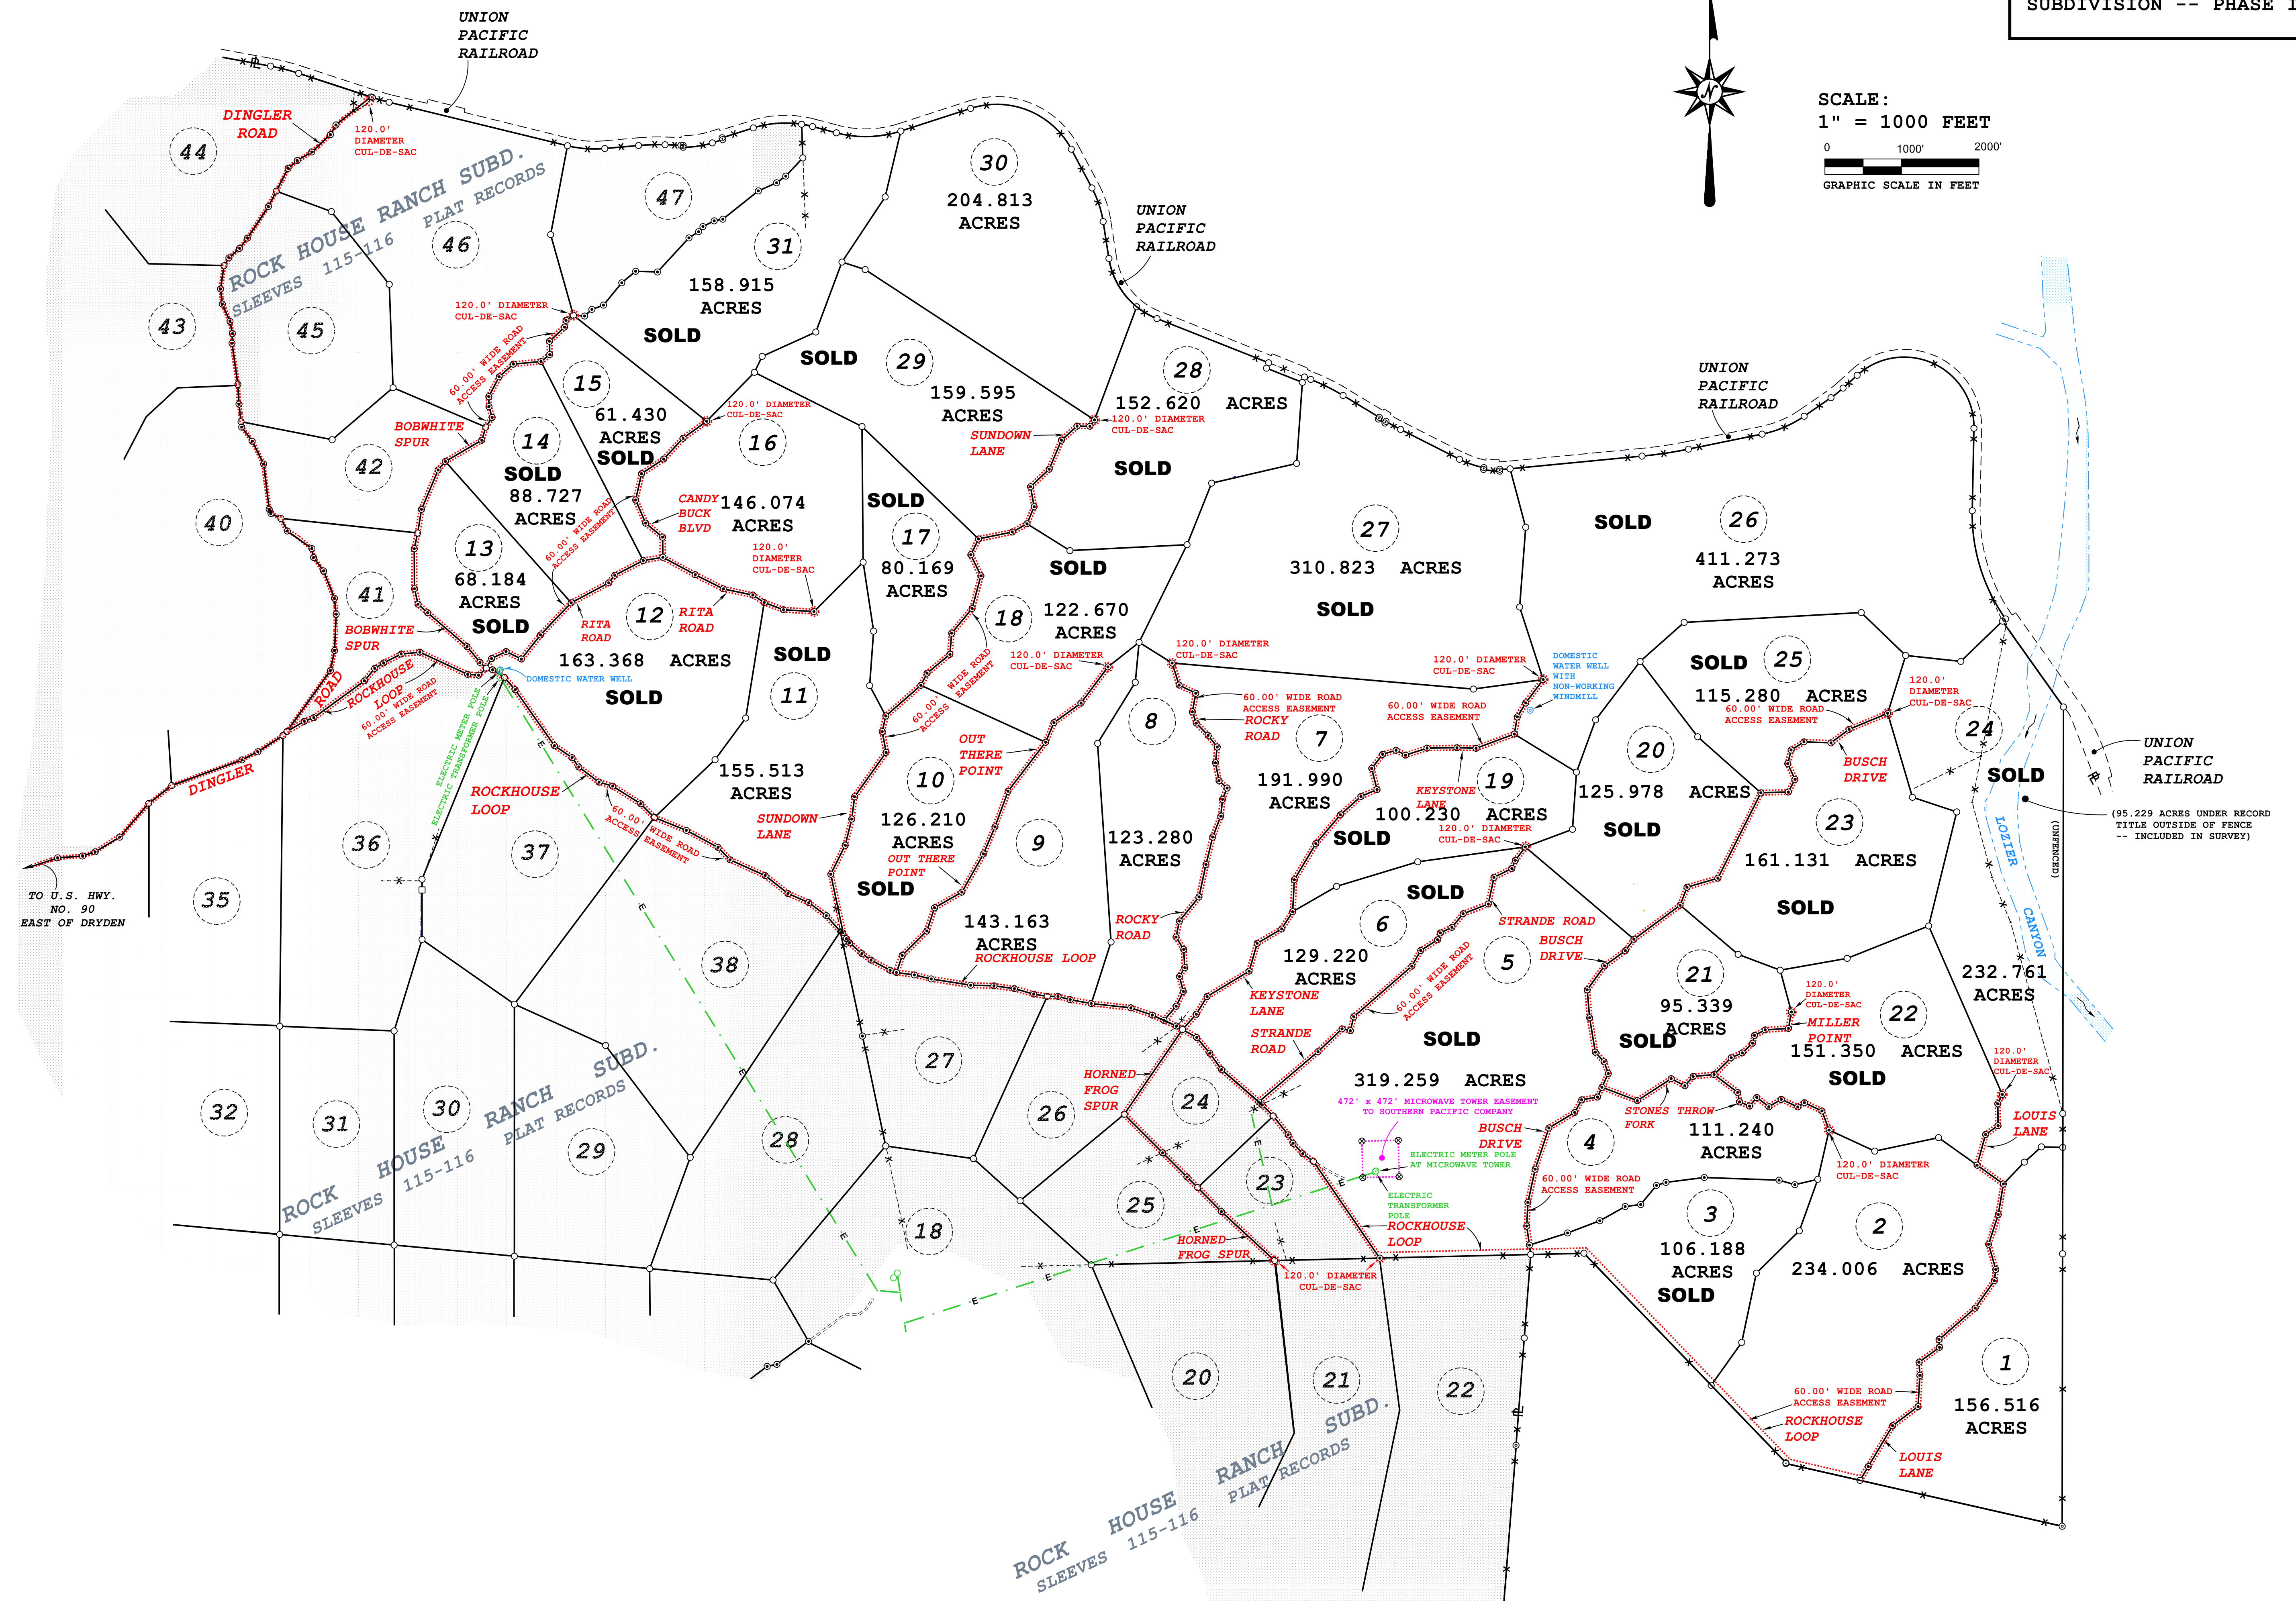 SUBDIVISION -- PHASE I
UNION
PACIFIC
RAILROAD
N
SCALE:
1" = 1000 FEET
0 1000' 2000'
GRAPHIC SCALE IN FEET
DINGLER
ROAD
120.0'
DIAMETER
CUL-DE-SAC
44
ROCK HOUSE RANCH SUBD.
SLEEVES 115-116 PLAT RECORDS
47
46
31
158.915
ACRES
SOLD
30
204.813
ACRES
UNION
PACIFIC
RAILROAD
43
45
120.0' DIAMETER
CUL-DE-SAC
60.00' WIDE ROAD
ACCESS EASEMENT
SOLD
29
159.595
ACRES
28
152.620 ACRES
120.0' DIAMETER
CUL-DE-SAC
SUNDOWN
LANE
SOLD
UNION
PACIFIC
RAILROAD
15
61.430
ACRES
SOLD
120.0' DIAMETER
CUL-DE-SAC
16
146.074
ACRES
BOBWHITE
SPUR
14
SOLD
88.727
ACRES
42
40
CANDY
BUCK
BLVD
60.00' WIDE ROAD
ACCESS EASEMENT
120.0'
DIAMETER
CUL-DE-SAC
SOLD
17
80.169
ACRES
27
310.823 ACRES
SOLD
SOLD
26
411.273
ACRES
13
68.184
ACRES
SOLD
41
BOBWHITE
SPUR
RITA
ROAD
12
RITA
ROAD
163.368 ACRES
SOLD
DOMESTIC WATER WELL
SOLD
18
122.670
ACRES
120.0' DIAMETER
CUL-DE-SAC
120.0' DIAMETER
CUL-DE-SAC
120.0' DIAMETER
CUL-DE-SAC
DOMESTIC
WATER WELL
WITH
NON-WORKING
WINDMILL
SOLD
25
115.280 ACRES
60.00' WIDE ROAD
ACCESS EASEMENT
120.0' DIAMETER
CUL-DE-SAC
24
SOLD
UNION
PACIFIC
RAILROAD
PL
(95.229 ACRES UNDER RECORD
TITLE OUTSIDE OF FENCE
-- INCLUDED IN SURVEY)
(UNFENCED)
LOZIER
CANYON
ROCKHOUSE
LOOP
60.00' WIDE ROAD
ACCESS EASEMENT
DINGLER
ROAD
ELECTRIC METER POLE
ELECTRIC TRANSFORMER POLE
ROCKHOUSE
LOOP
60.00' WIDE ROAD
ACCESS EASEMENT
SOLD
11
155.513
ACRES
SUNDOWN
LANE
60.00' WIDE ROAD
ACCESS EASEMENT
OUT
THERE
POINT
10
126.210
ACRES
OUT THERE
POINT
SOLD
8
123.280
ACRES
60.00' WIDE ROAD
ACCESS EASEMENT
ROCKY
ROAD
7
191.990
ACRES
60.00' WIDE ROAD
ACCESS EASEMENT
KEYSTONE
LANE
19
100.230 ACRES
SOLD
120.0' DIAMETER
CUL-DE-SAC
20
125.978 ACRES
SOLD
BUSCH
DRIVE
23
161.131 ACRES
SOLD
TO U.S. HWY.
NO. 90
EAST OF DRYDEN
35
36
37
38
9
143.163
ACRES
ROCKHOUSE LOOP
ROCKY
ROAD
SOLD
6
129.220
ACRES
KEYSTONE
LANE
STRANDE ROAD
60.00' WIDE ROAD
ACCESS EASEMENT
STRANDE
ROAD
BUSCH
DRIVE
5
SOLD
319.259 ACRES
21
95.339
ACRES
SOLD
120.0'
DIAMETER
CUL-DE-SAC
MILLER
POINT
22
151.350 ACRES
SOLD
232.761
ACRES
32
31
30
29
28
27
26
ROCK HOUSE RANCH SUBD.
SLEEVES 115-116 PLAT RECORDS
HORNED
FROG
SPUR
24
472' x 472' MICROWAVE TOWER EASEMENT
TO SOUTHERN PACIFIC COMPANY
ELECTRIC METER POLE
AT MICROWAVE TOWER
ELECTRIC
TRANSFORMER
POLE
BUSCH
DRIVE
STONES THROW
FORK
4
111.240
ACRES
120.0'
DIAMETER
CUL-DE-SAC
LOUIS
LANE
120.0' DIAMETER
CUL-DE-SAC
60.00' WIDE ROAD
ACCESS EASEMENT
18
25
23
HORNED
FROG SPUR
ROCKHOUSE
LOOP
120.0' DIAMETER
CUL-DE-SAC
3
106.188
ACRES
SOLD
2
234.006 ACRES
20
21
22
PL
60.00' WIDE ROAD
ACCESS EASEMENT
ROCKHOUSE
LOOP
1
156.516
ACRES
LOUIS
LANE
ROCK HOUSE RANCH SUBD.
SLEEVES 115-116 PLAT RECORDS